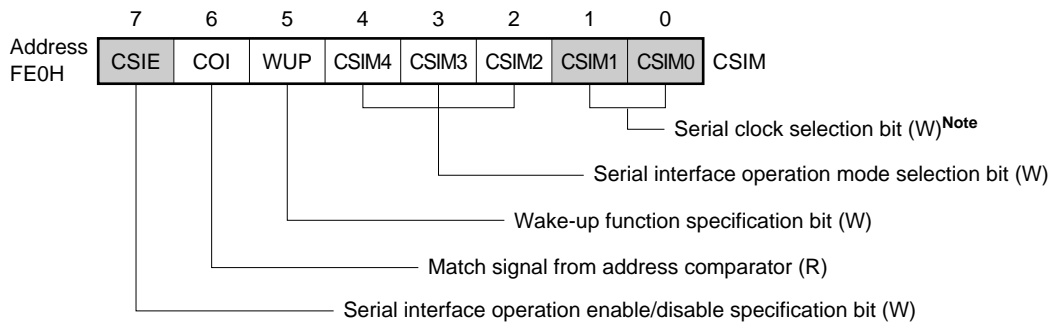 7 6 5 4 3 2 1 0
Address
FE0H CSIE COI WUP CSIM4 CSIM3 CSIM2 CSIM1 CSIM0 CSIM
Serial clock selection bit (W)Note
Serial interface operation mode selection bit (W)
Wake-up function specification bit (W)
Match signal from address comparator (R)
Serial interface operation enable/disable specification bit (W)